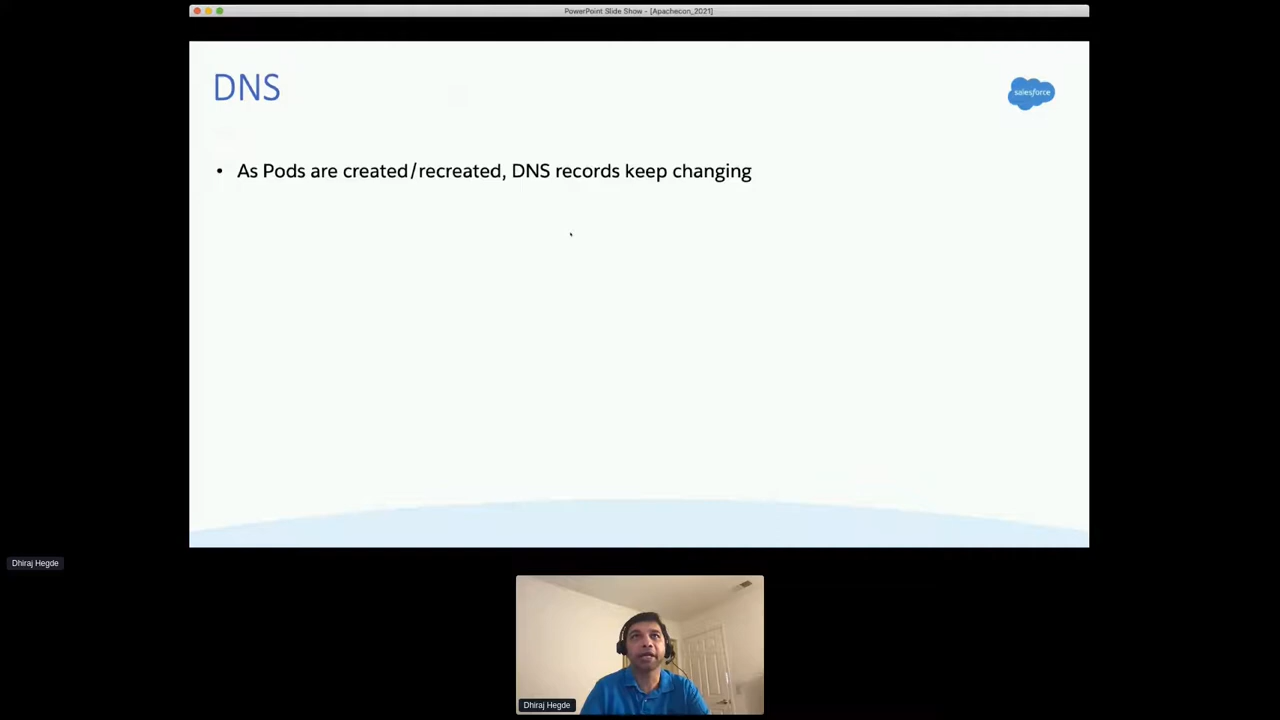 PowerPoint Slide Show - [Apachecon_2021]
DNS
salesforce
• As Pods are created/recreated, DNS records keep changing
Dhiraj Hegde
Dhiraj Hegde